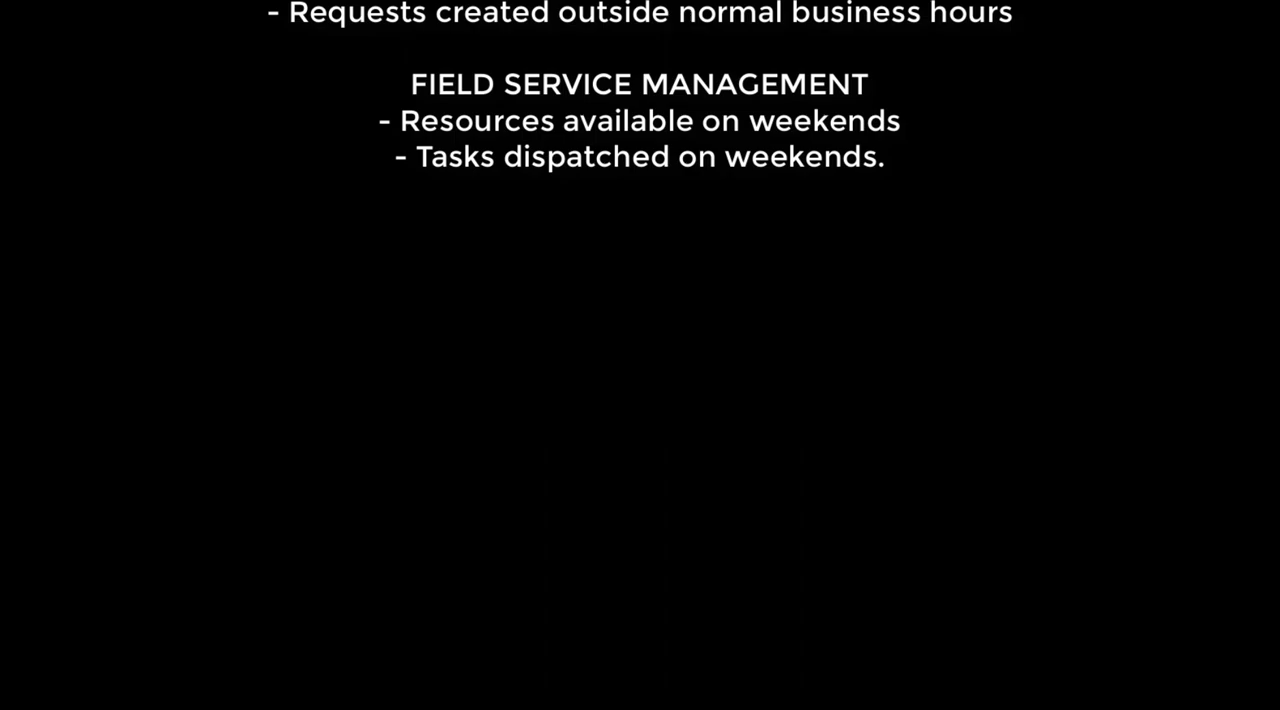 - Requests created outside normal business hours
FIELD SERVICE MANAGEMENT
- Resources available on weekends
- Tasks dispatched on weekends.